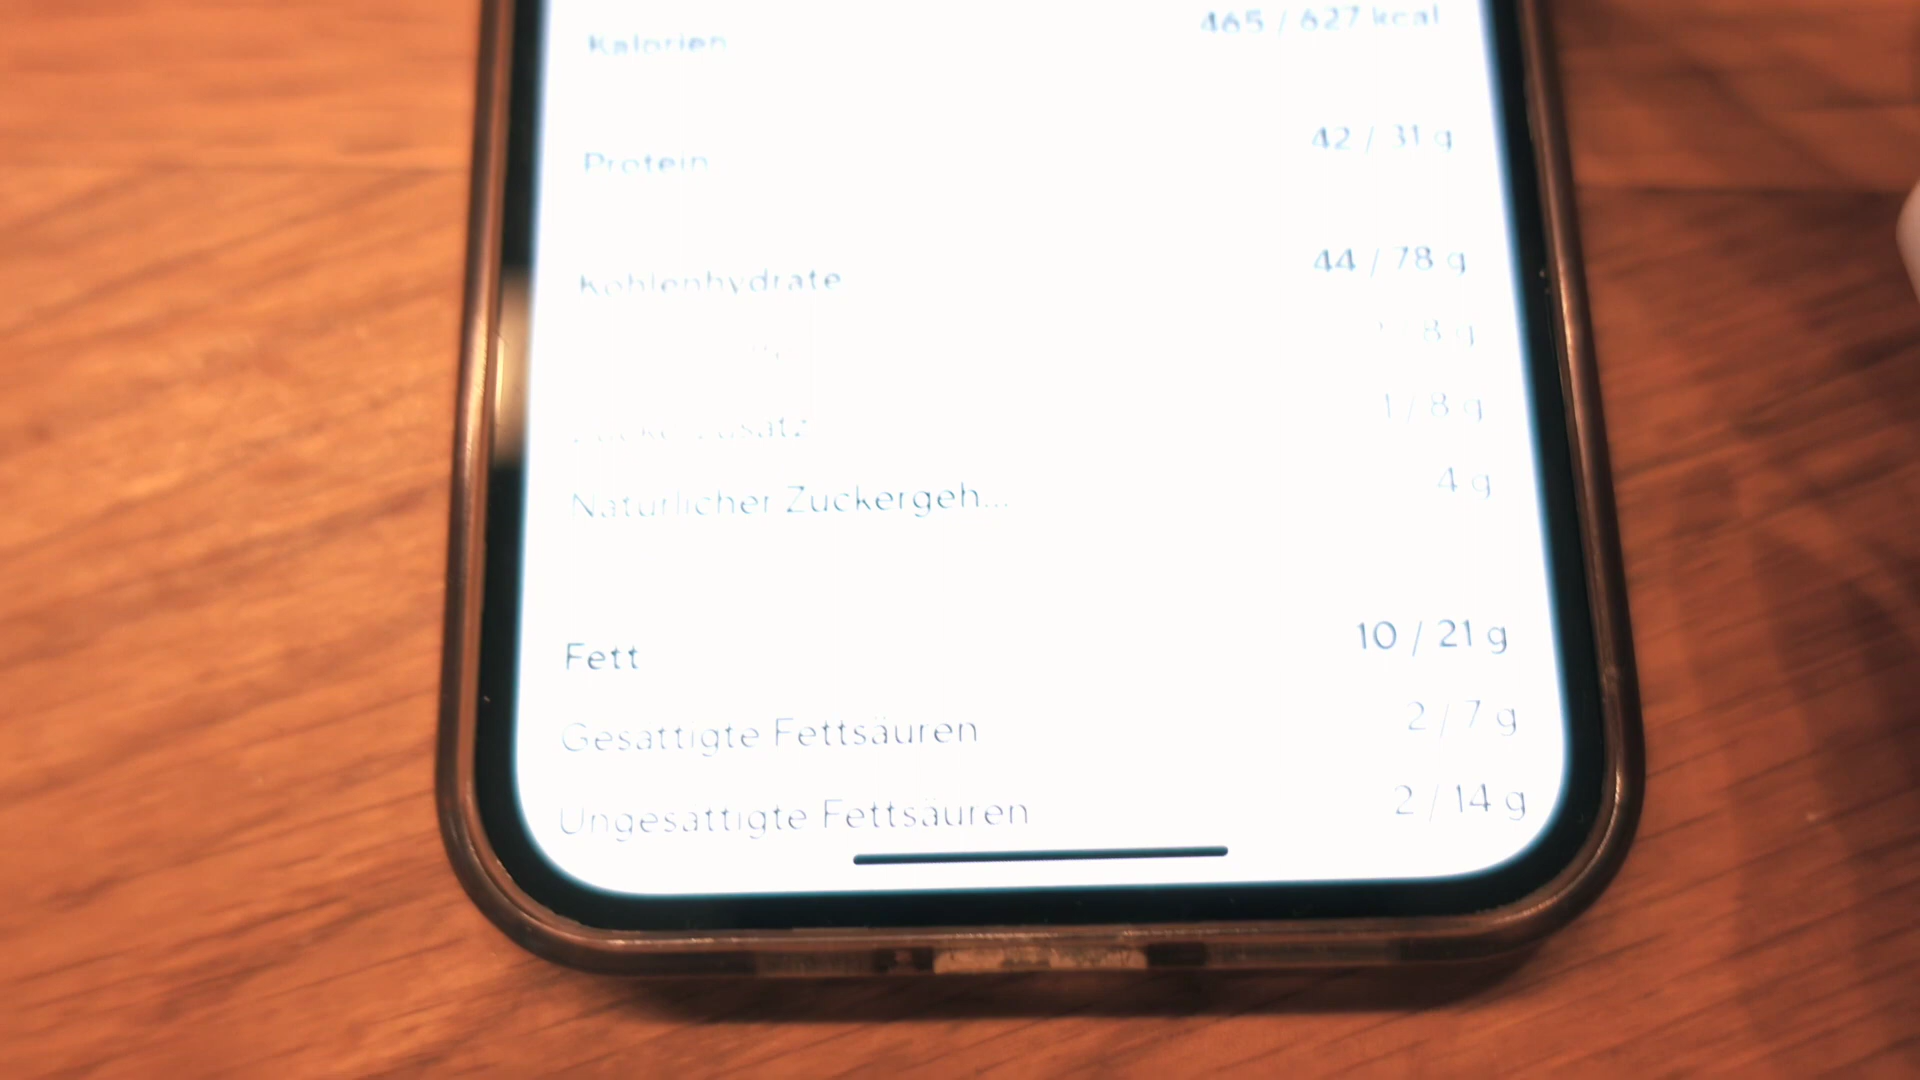 Kalorien 465 / 627 kcal
Protein 42 / 31 g
Kohlenhydrate 44 / 78 g
8 g
1 / 8 g
Natürlicher Zuckergeh... 4 g
Fett 10 / 21 g
Gesättigte Fettsäuren 2 / 7 g
Ungesättigte Fettsäuren 2 / 14 g